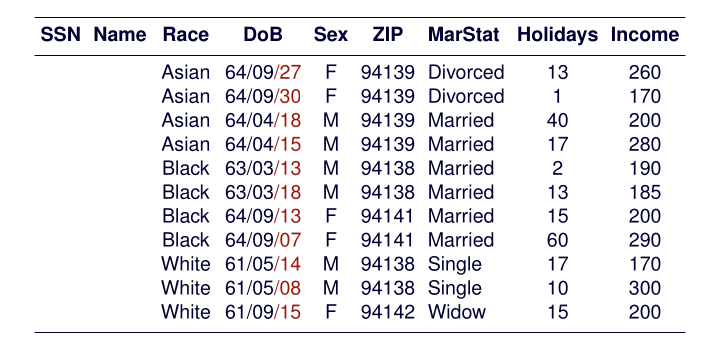 SSN Name Race DoB Sex ZIP MarStat Holidays Income
Asian 64/09/27 F 94139 Divorced 13 260
Asian 64/09/30 F 94139 Divorced 1 170
Asian 64/04/18 M 94139 Married 40 200
Asian 64/04/15 M 94139 Married 17 280
Black 63/03/13 M 94138 Married 2 190
Black 63/03/18 M 94138 Married 13 185
Black 64/09/13 F 94141 Married 15 200
Black 64/09/07 F 94141 Married 60 290
White 61/05/14 M 94138 Single 17 170
White 61/05/08 M 94138 Single 10 300
White 61/09/15 F 94142 Widow 15 200